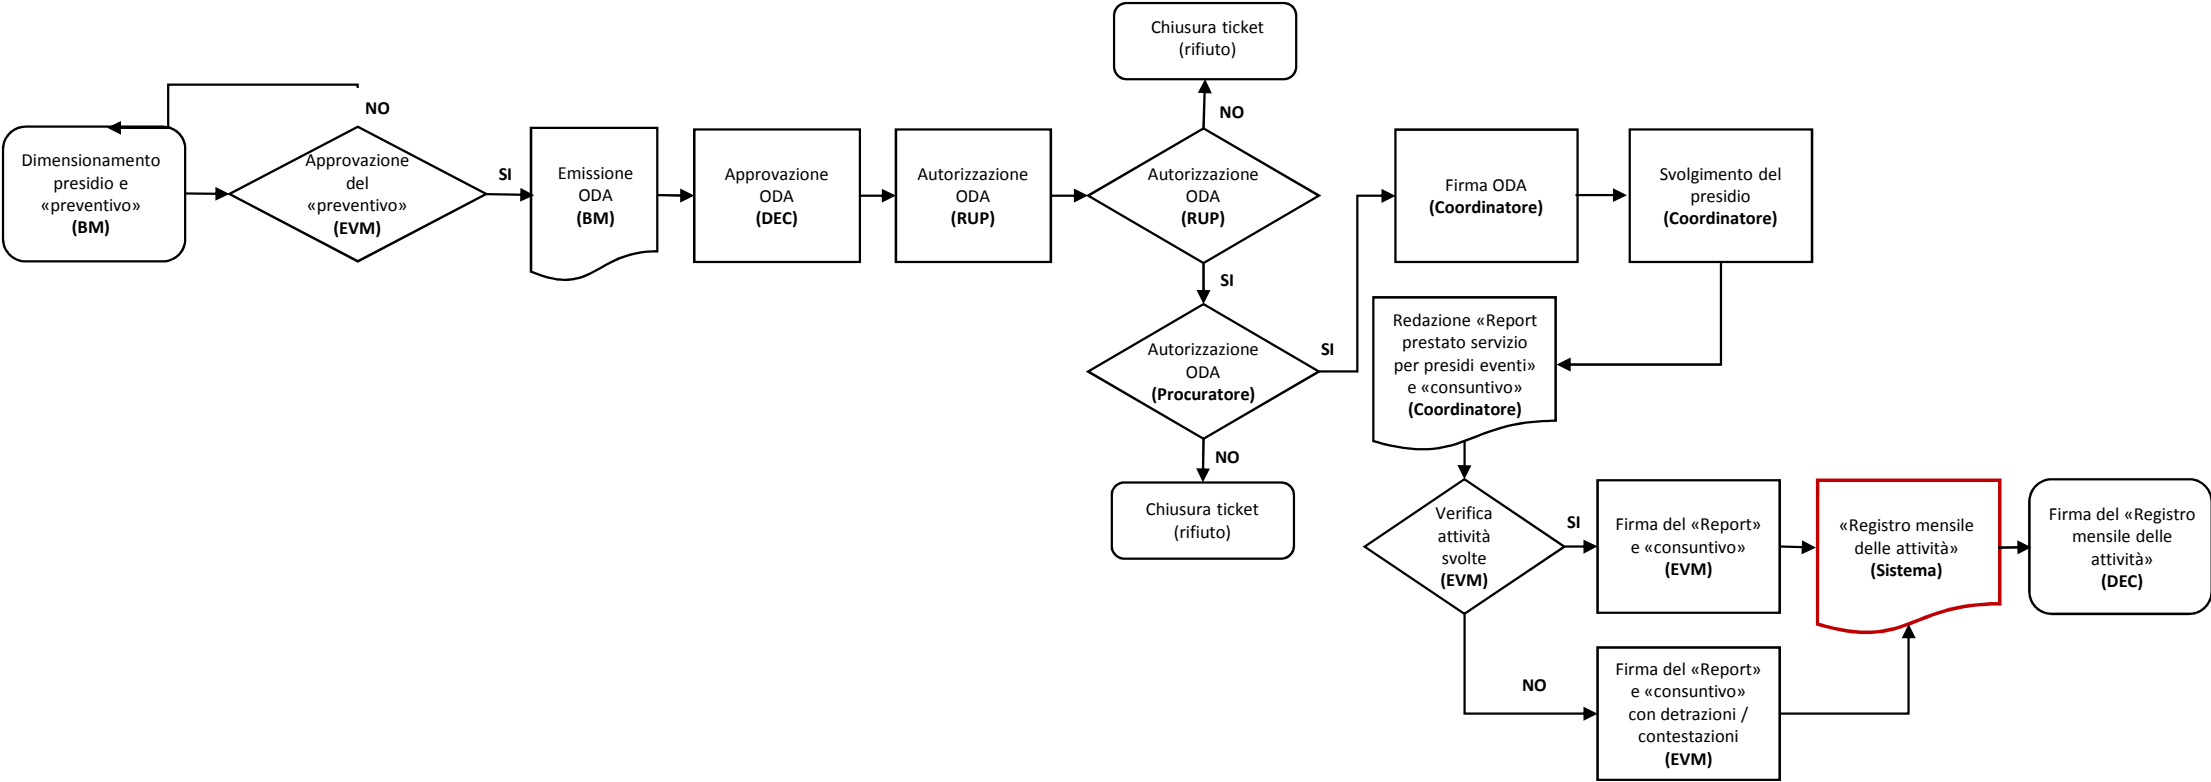 Chiusura ticket
(rifiuto)
NO
NO
Dimensionamento
presidio e
«preventivo»
(BM)
Approvazione
del
«preventivo»
(EVM)
SI
Emissione
ODA
(BM)
Approvazione
ODA
(DEC)
Autorizzazione
ODA
(RUP)
Autorizzazione
ODA
(RUP)
Firma ODA
(Coordinatore)
Svolgimento del
presidio
(Coordinatore)
SI
Autorizzazione
ODA
(Procuratore)
SI
Redazione «Report
prestato servizio
per presidi eventi»
e «consuntivo»
(Coordinatore)
NO
Chiusura ticket
(rifiuto)
Verifica
attività
svolte
(EVM)
SI
Firma del «Report»
e «consuntivo»
(EVM)
«Registro mensile
delle attività»
(Sistema)
Firma del «Registro
mensile delle
attività»
(DEC)
NO
Firma del «Report»
e «consuntivo»
con detrazioni /
contestazioni
(EVM)